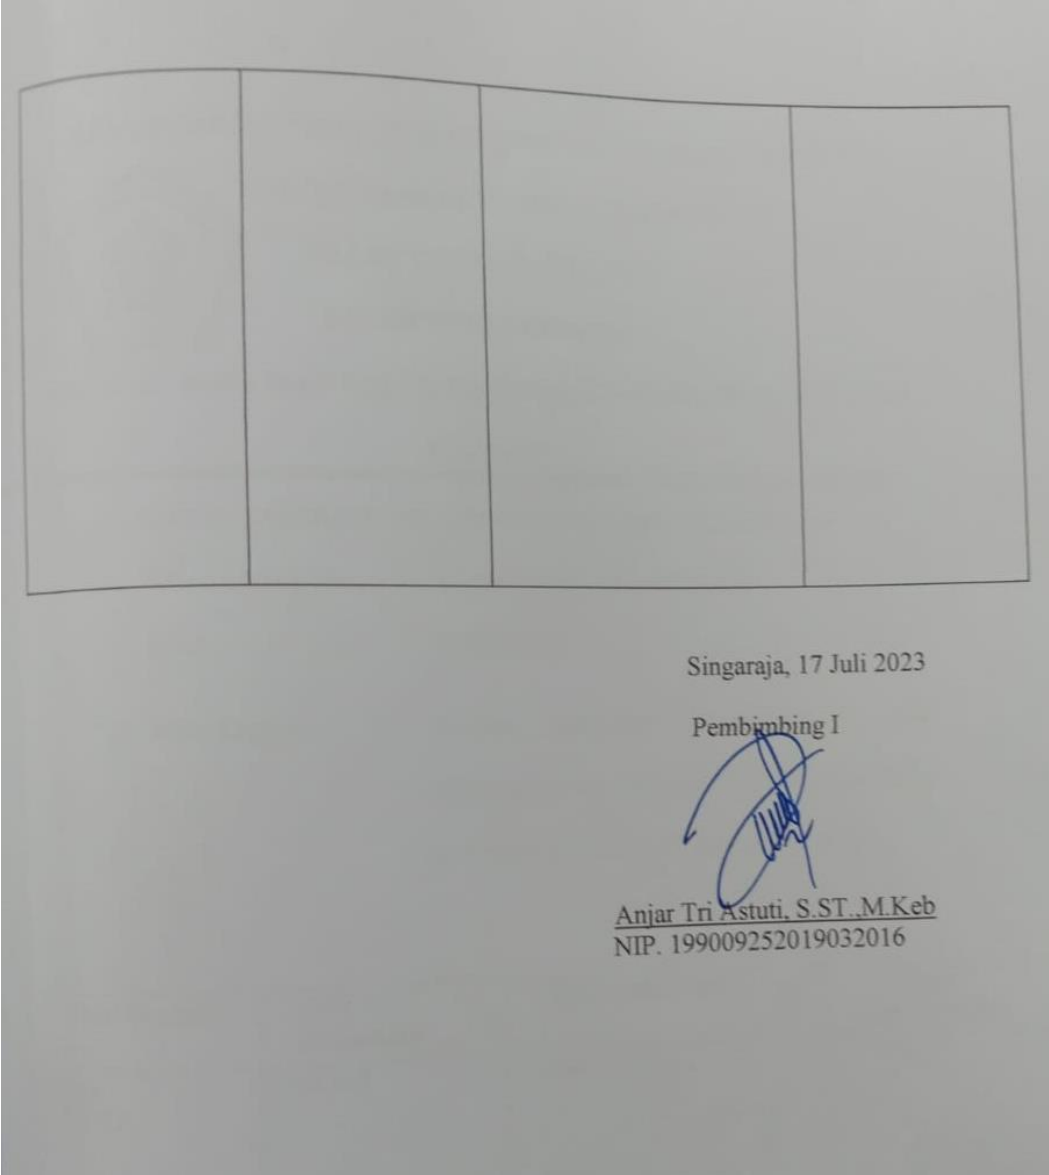 Singaraja, 17 Juli 2023
Pembimbing I
Anjar Tri Astuti, S.ST.,M.Keb
NIP. 199009252019032016